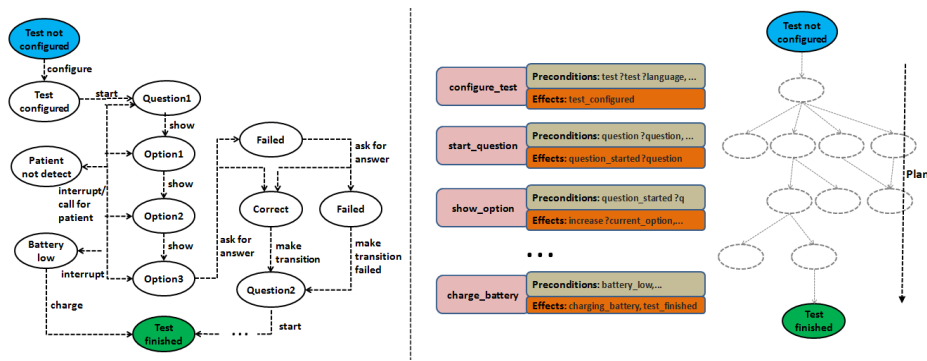 Test not
configured
configure
Test
configured
start
Question1
show
Option1
Patient
not detect
interrupt/
call for
patient
show
Option2
Battery
low
show
interrupt
Option3
charge
Failed
ask for
answer
Correct
Failed
ask for
answer
make
transition
make
transition
failed
Question2
start
...
Test
finished
configure_test
Preconditions: test ?test ?language, ...
Effects: test_configured
start_question
Preconditions: question ?question, ...
Effects: question_started ?question
show_option
Preconditions: question_started ?q
Effects: increase ?current_option,...
...
charge_battery
Preconditions: battery_low,...
Effects: charging_battery, test_finished
Test not
configured
Plan
Test
finished